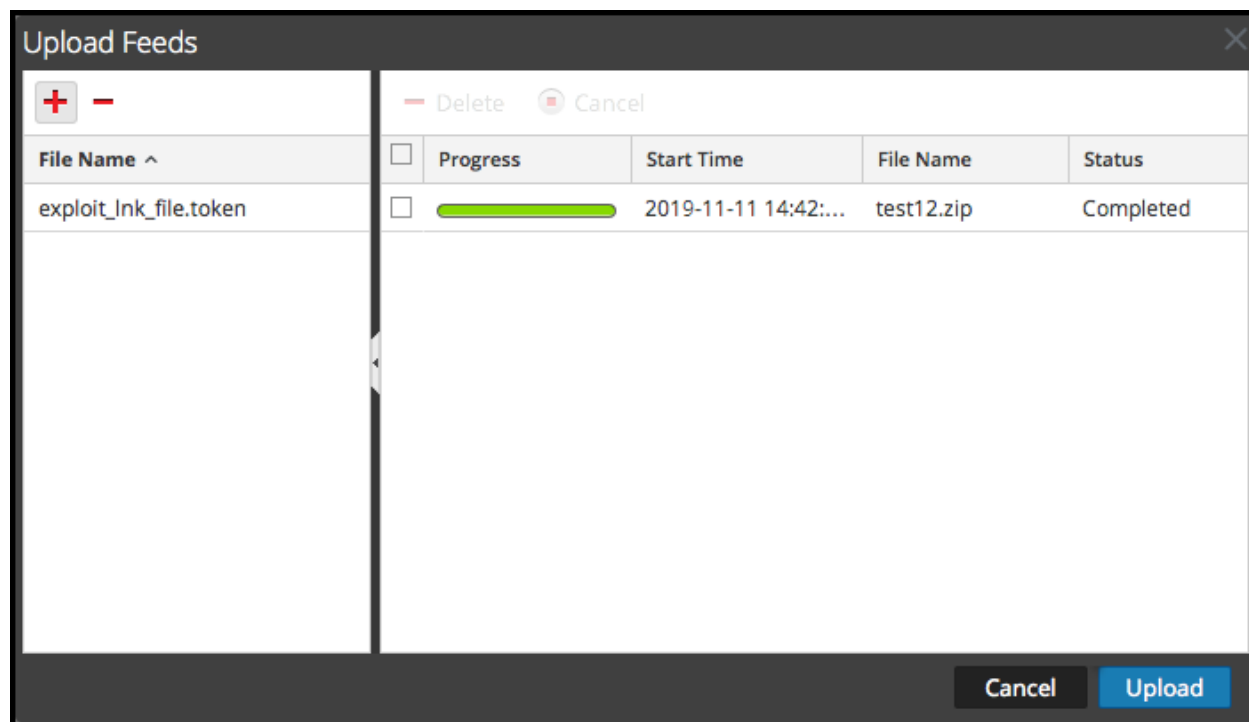 Upload Feeds
Delete Cancel
File Name Progress Start Time File Name Status
exploit_lnk_file.token 2019-11-11 14:42:... test12.zip Completed
Cancel Upload